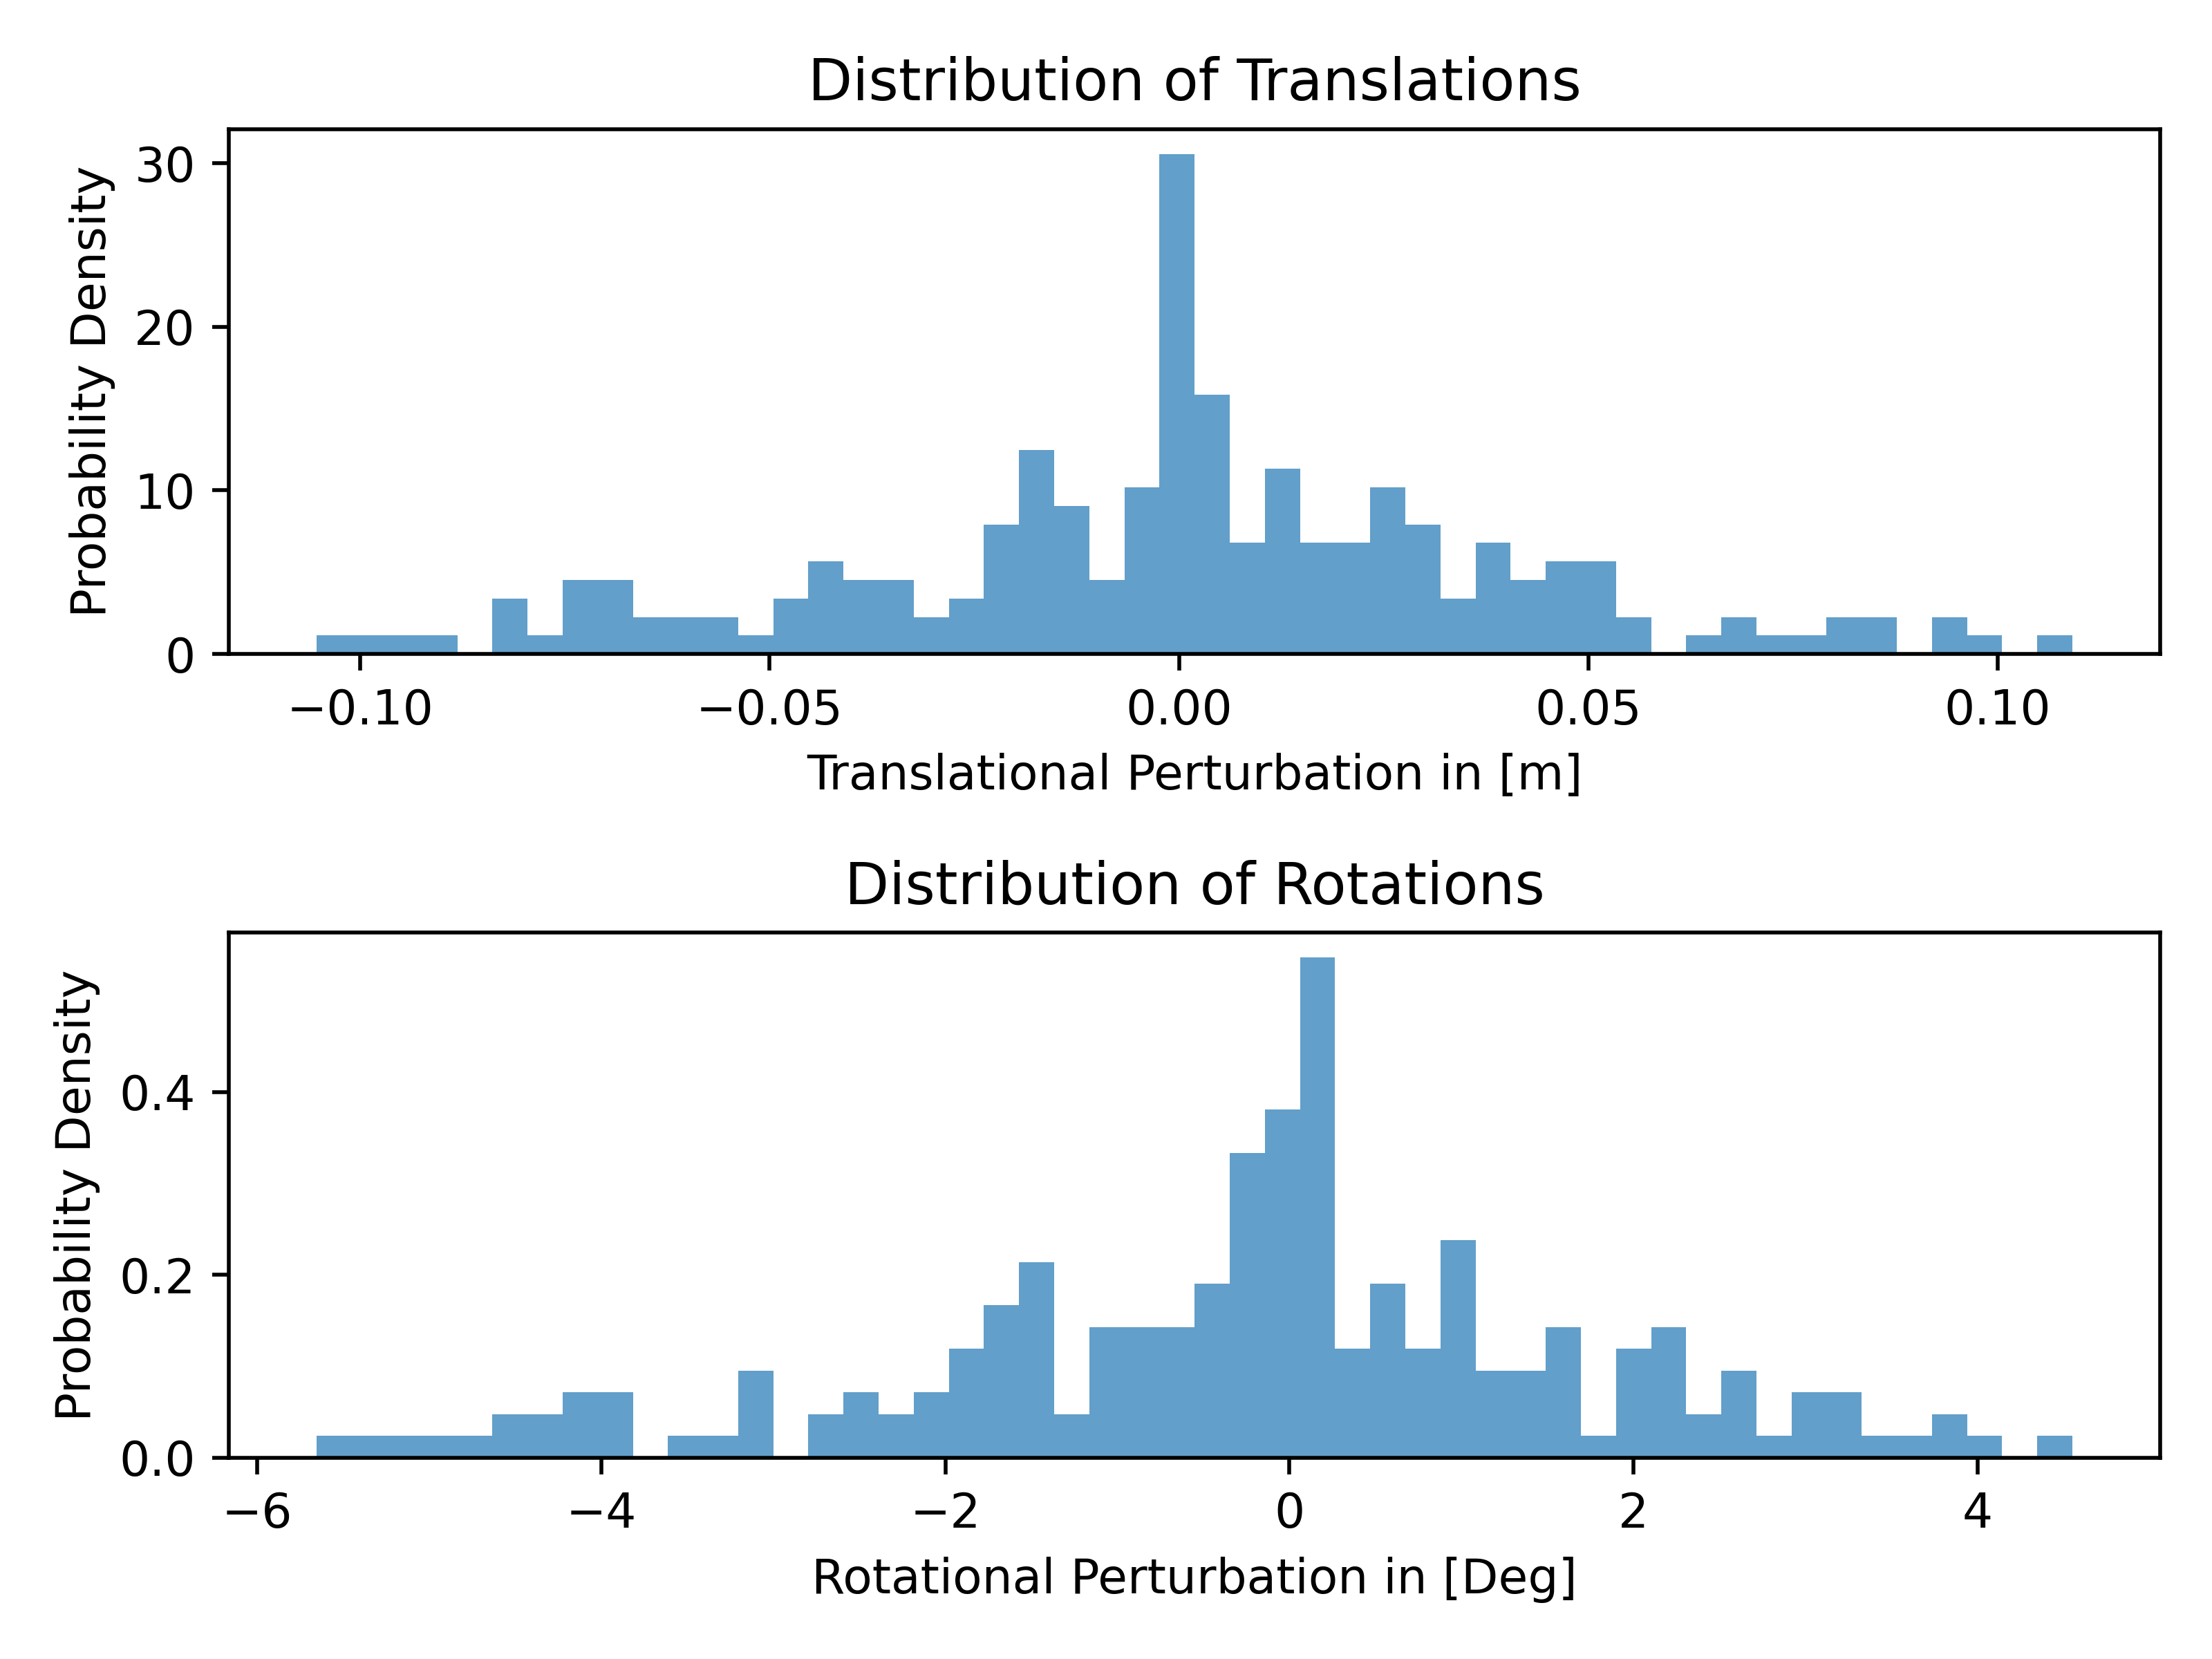 Distribution of Translations
Probability Density
30
20
10
0
−0.10 −0.05 0.00 0.05 0.10
Translational Perturbation in [m]
Distribution of Rotations
Probability Density
0.4
0.2
0.0
−6 −4 −2 0 2 4
Rotational Perturbation in [Deg]